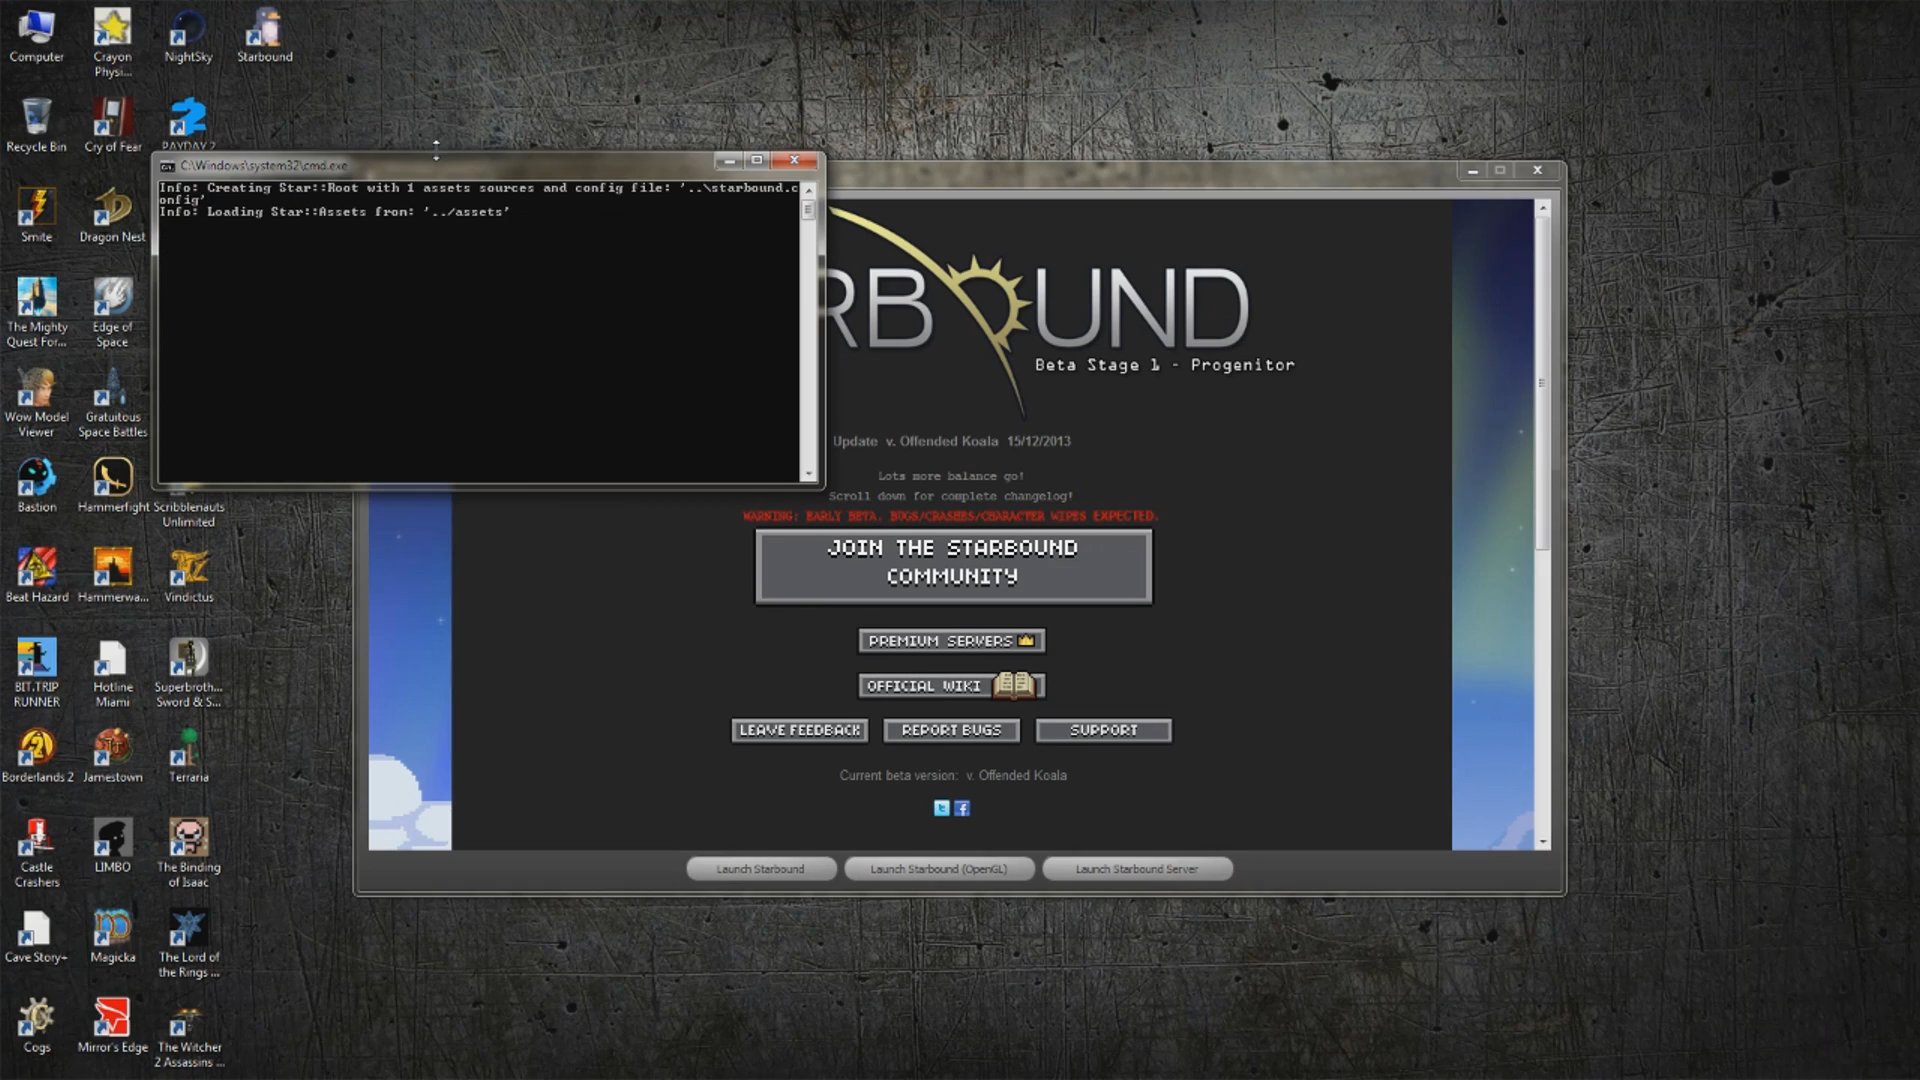 Computer
Crayon
Physi...
NightSky
Starbound
Recycle Bin
Cry of Fear
PAYDAY 2
Smite
Dragon Nest
The Mighty
Quest For...
Edge of
Space
Wow Model
Viewer
Gratuitous
Space Battles
Bastion
Hammerfight
Scribblenauts
Unlimited
Beat Hazard
Hammerwa...
Vindictus
BIT.TRIP
RUNNER
Hotline
Miami
Superbroth...
Sword & S...
Borderlands 2
Jamestown
Terraria
Castle
Crashers
LIMBO
The Binding
of Isaac
Cave Story+
Magicka
The Lord of
the Rings ...
Cogs
Mirror's Edge
The Witcher
2 Assassins ...
C:\Windows\system32\cmd.exe
Info: Creating Star::Root with 1 assets sources and config file: '..\starbound.c
onfig'
Info: Loading Star::Assets from: '../assets'
RBOUND
Beta Stage 1 - Progenitor
Update v. Offended Koala 15/12/2013
Lots more balance go!
Scroll down for complete changelog!
WARNING: EARLY BETA. BUGS/CRASHES/CHARACTER WIPES EXPECTED.
JOIN THE STARBOUND
COMMUNITY
PREMIUM SERVERS
OFFICIAL WIKI
LEAVE FEEDBACK
REPORT BUGS
SUPPORT
Current beta version: v. Offended Koala
Launch Starbound
Launch Starbound (OpenGL)
Launch Starbound Server